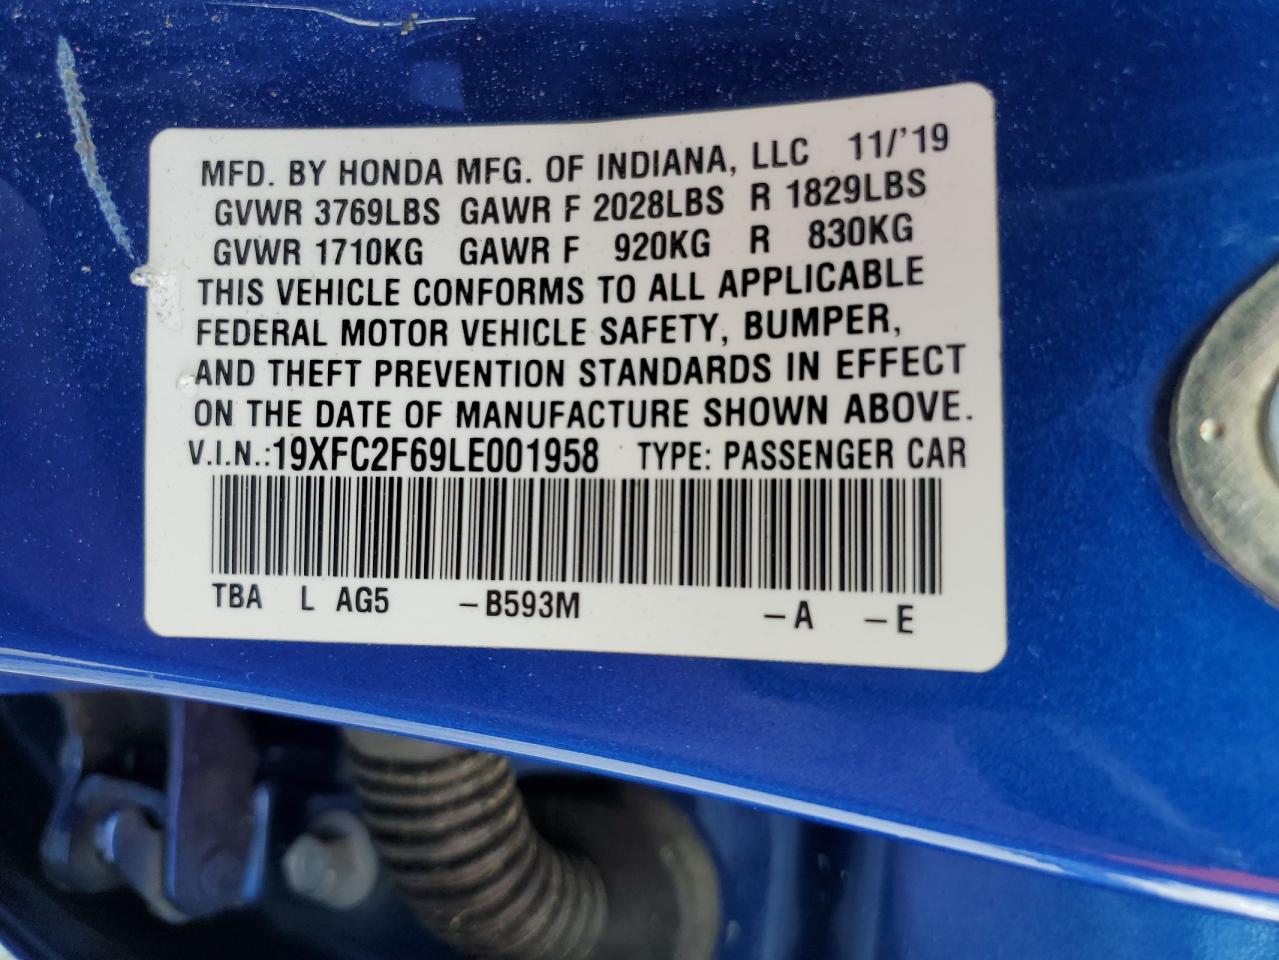 MFD. BY HONDA MFG. OF INDIANA, LLC 11/'19
GVWR 3769LBS GAWR F 2028LBS R 1829LBS
GVWR 1710KG GAWR F 920KG R 830KG
THIS VEHICLE CONFORMS TO ALL APPLICABLE
FEDERAL MOTOR VEHICLE SAFETY, BUMPER,
AND THEFT PREVENTION STANDARDS IN EFFECT
ON THE DATE OF MANUFACTURE SHOWN ABOVE.
V.I.N.:19XFC2F69LE001958 TYPE: PASSENGER CAR
TBA L AG5 -B593M -A -E